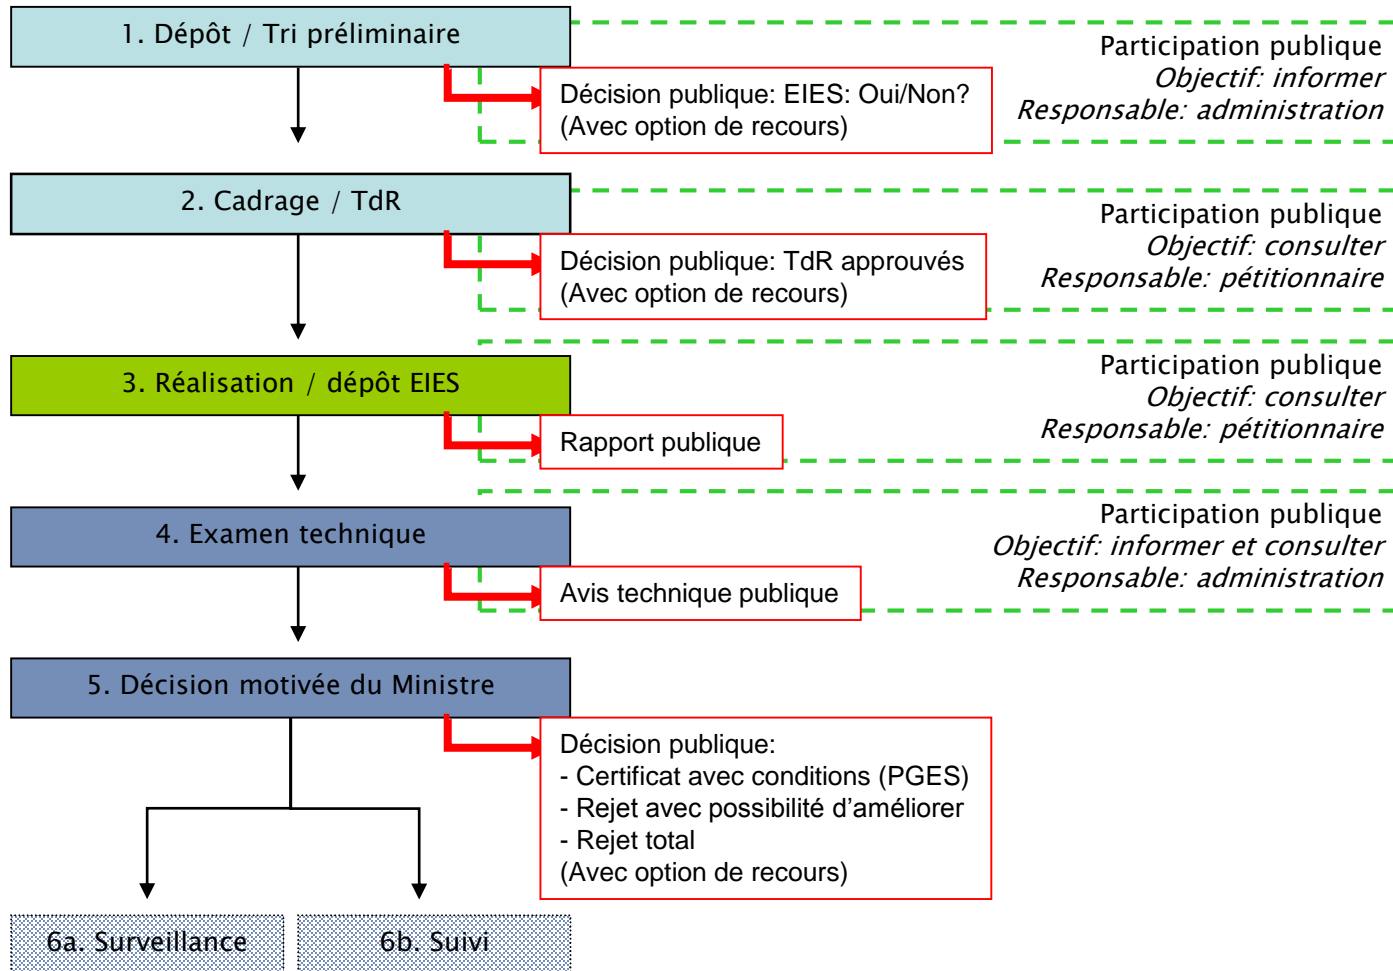 1. Dépôt / Tri préliminaire
Participation publique
Objectif: informer
Responsable: administration
Décision publique: EIES: Oui/Non?
(Avec option de recours)
2. Cadrage / TdR
Participation publique
Objectif: consulter
Responsable: pétitionnaire
Décision publique: TdR approuvés
(Avec option de recours)
3. Réalisation / dépôt EIES
Participation publique
Objectif: consulter
Responsable: pétitionnaire
Rapport publique
4. Examen technique
Participation publique
Objectif: informer et consulter
Responsable: administration
Avis technique publique
5. Décision motivée du Ministre
Décision publique:
- Certificat avec conditions (PGES)
- Rejet avec possibilité d'améliorer
- Rejet total
(Avec option de recours)
6a. Surveillance
6b. Suivi